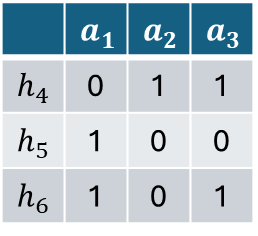 a₁ a₂ a₃
h₄ 0 1 1
h₅ 1 0 0
h₆ 1 0 1